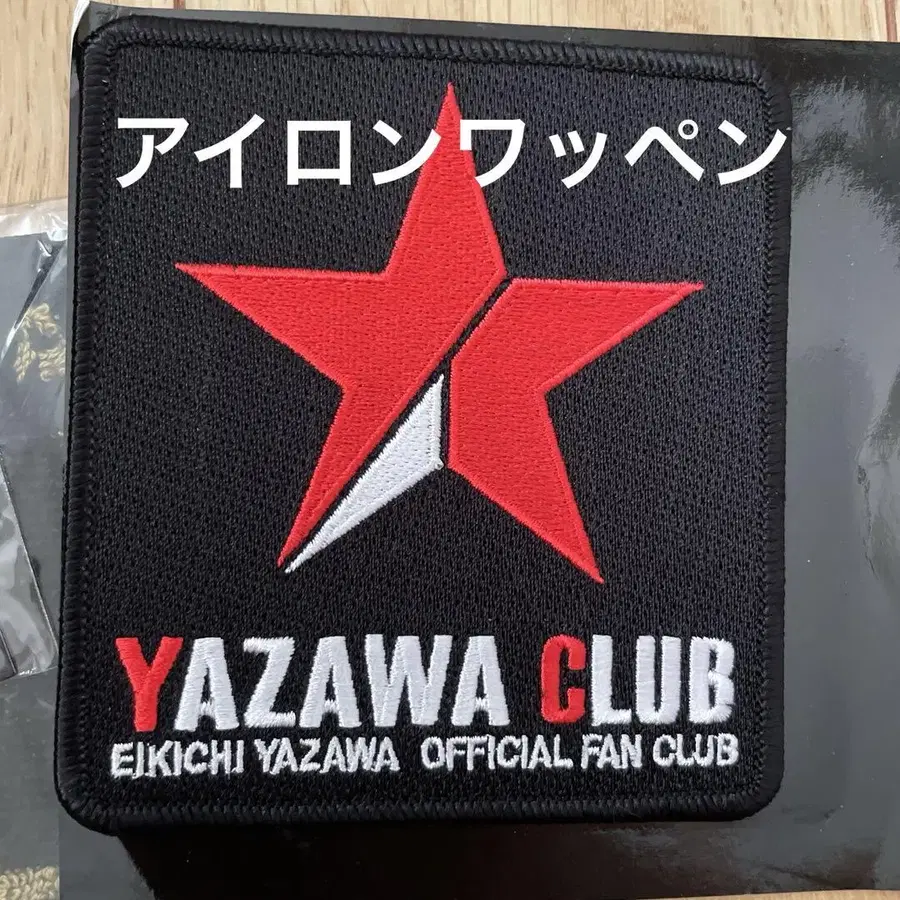 アイロンワッペン
YAZAWA CLUB
EIKICHI YAZAWA OFFICIAL FAN CLUB